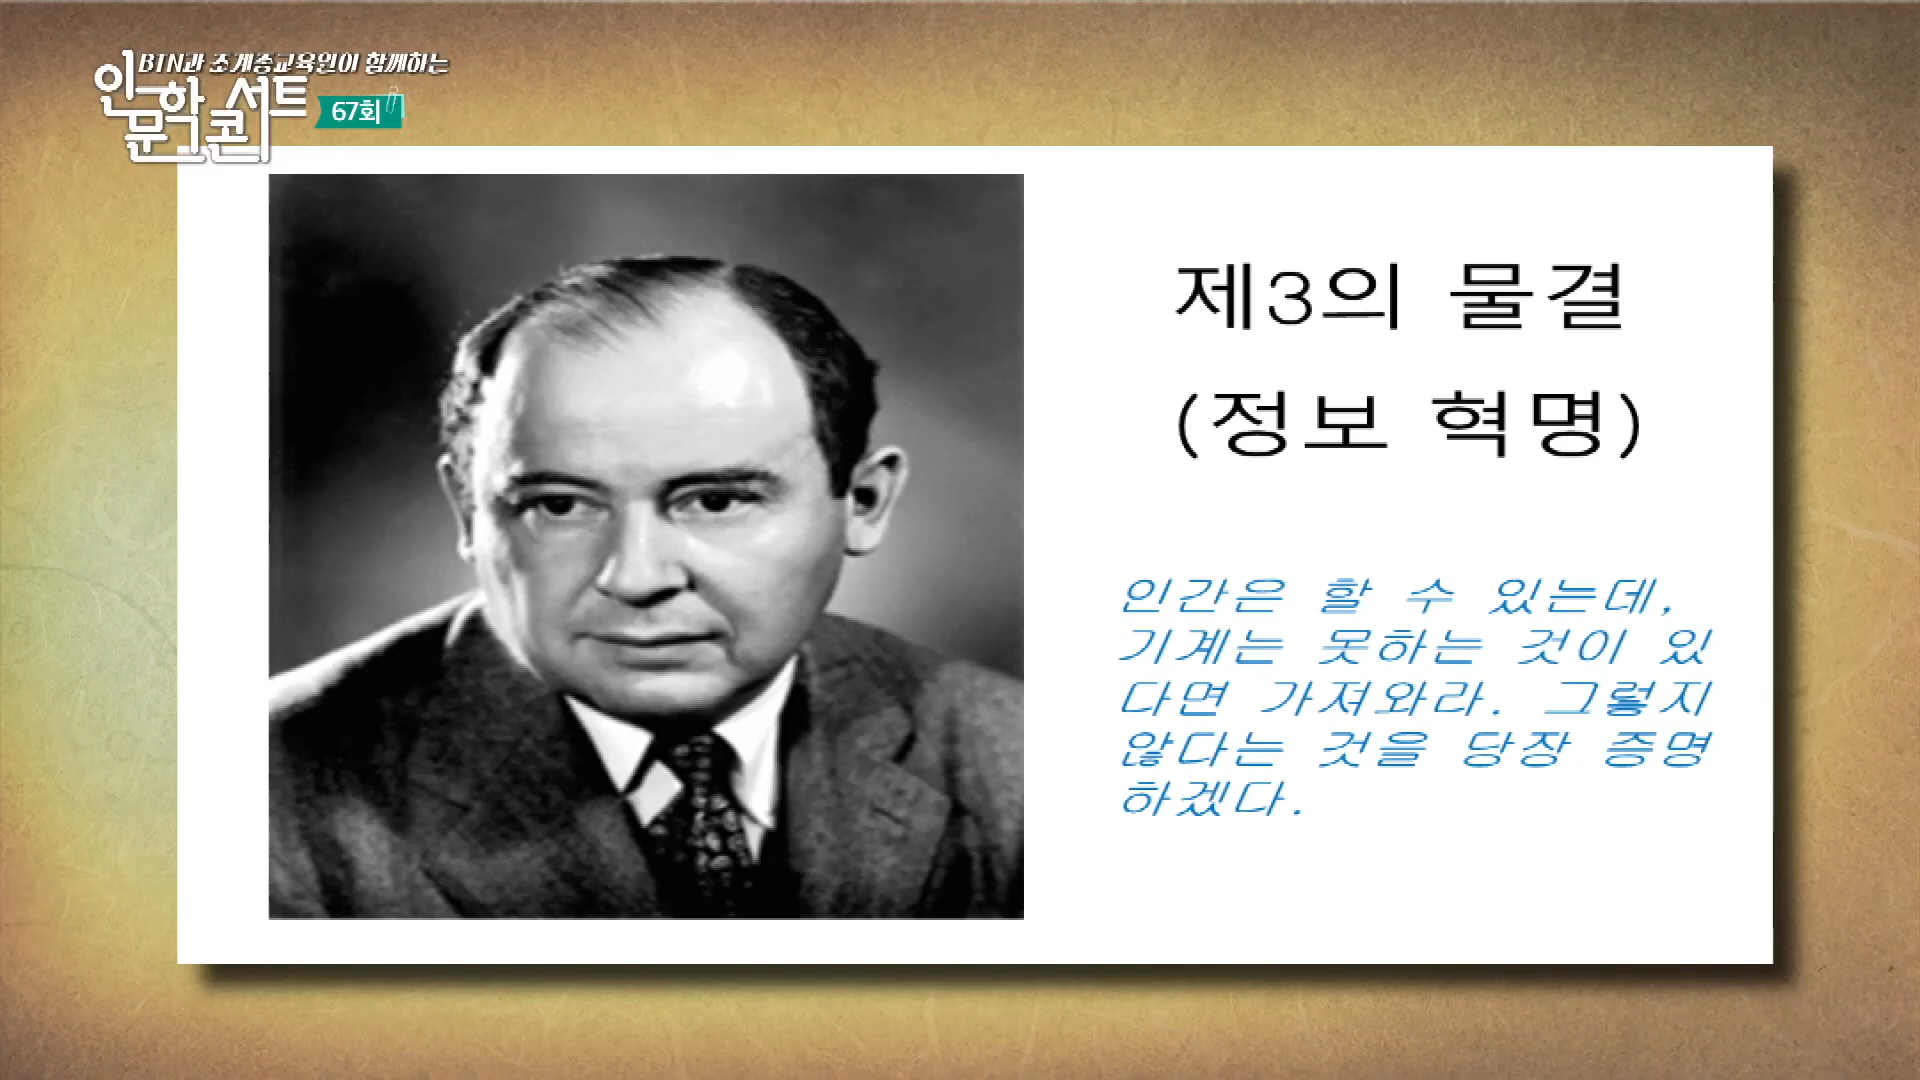 BTN과 조계종교육원이 함께하는
인문학 콘서트
67회
제3의 물결
(정보 혁명)
인간은 할 수 있는데,
기계는 못하는 것이 있
다면 가져와라. 그렇지
않다는 것을 당장 증명
하겠다.